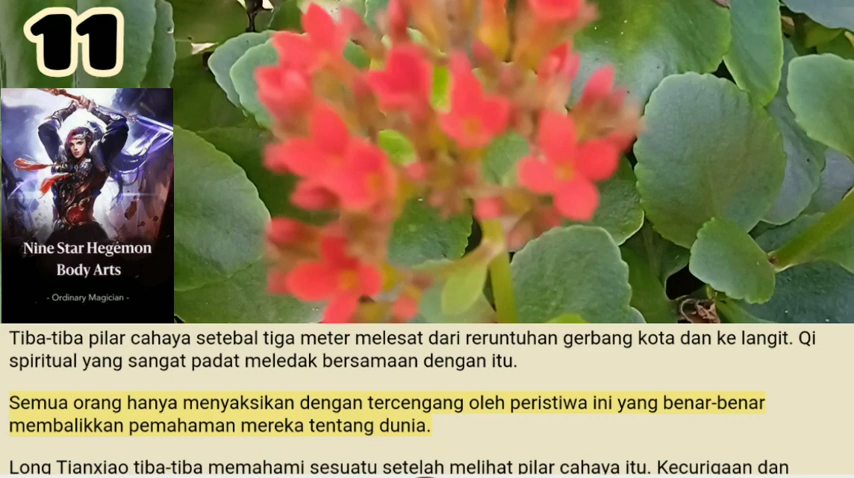 11
Nine Star Hegemon
Body Arts
- Ordinary Magician -
Tiba-tiba pilar cahaya setebal tiga meter melesat dari reruntuhan gerbang kota dan ke langit. Qi
spiritual yang sangat padat meledak bersamaan dengan itu.
Semua orang hanya menyaksikan dengan tercengang oleh peristiwa ini yang benar-benar
membalikkan pemahaman mereka tentang dunia.
Long Tianxiao tiba-tiba memahami sesuatu setelah melihat pilar cahaya itu. Kecurigaan dan